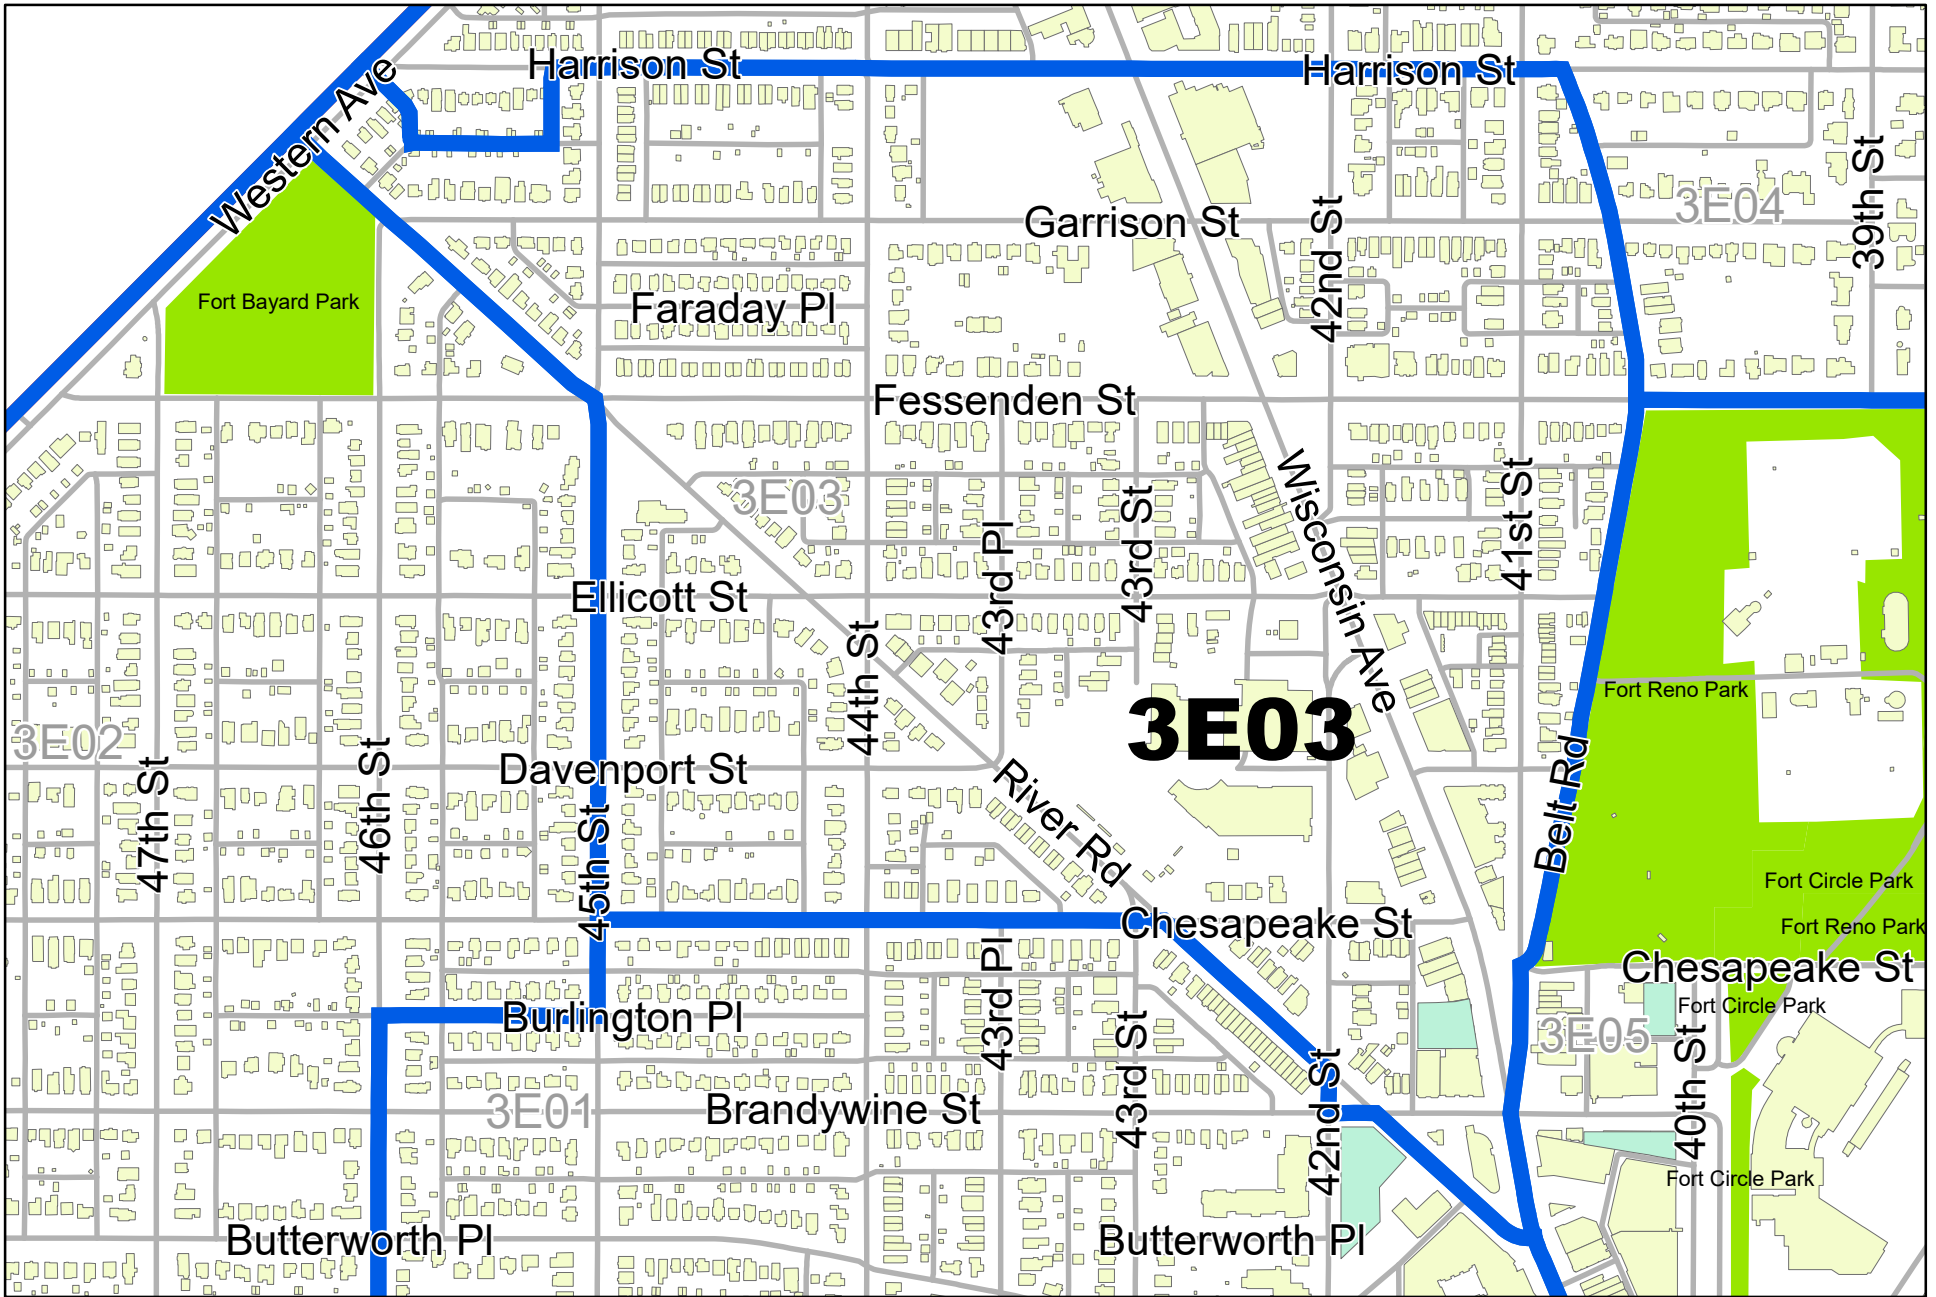 Harrison St
Harrison St
Western Ave
39th St
3E04
42nd St
Garrison St
Fort Bayard Park
Faraday Pl
Fessenden St
Wisconsin Ave
41st St
3E03
43rd St
43rd Pl
Ellicott St
44th St
Fort Reno Park
3E03
3E02
47th St
46th St
Davenport St
River Rd
Belt Rd
45th St
Fort Circle Park
Chesapeake St
Fort Reno Park
Chesapeake St
43rd Pl
Fort Circle Park
Burlington Pl
43rd St
3E05
40th St
42nd St
3E01
Brandywine St
Fort Circle Park
Butterworth Pl
Butterworth Pl